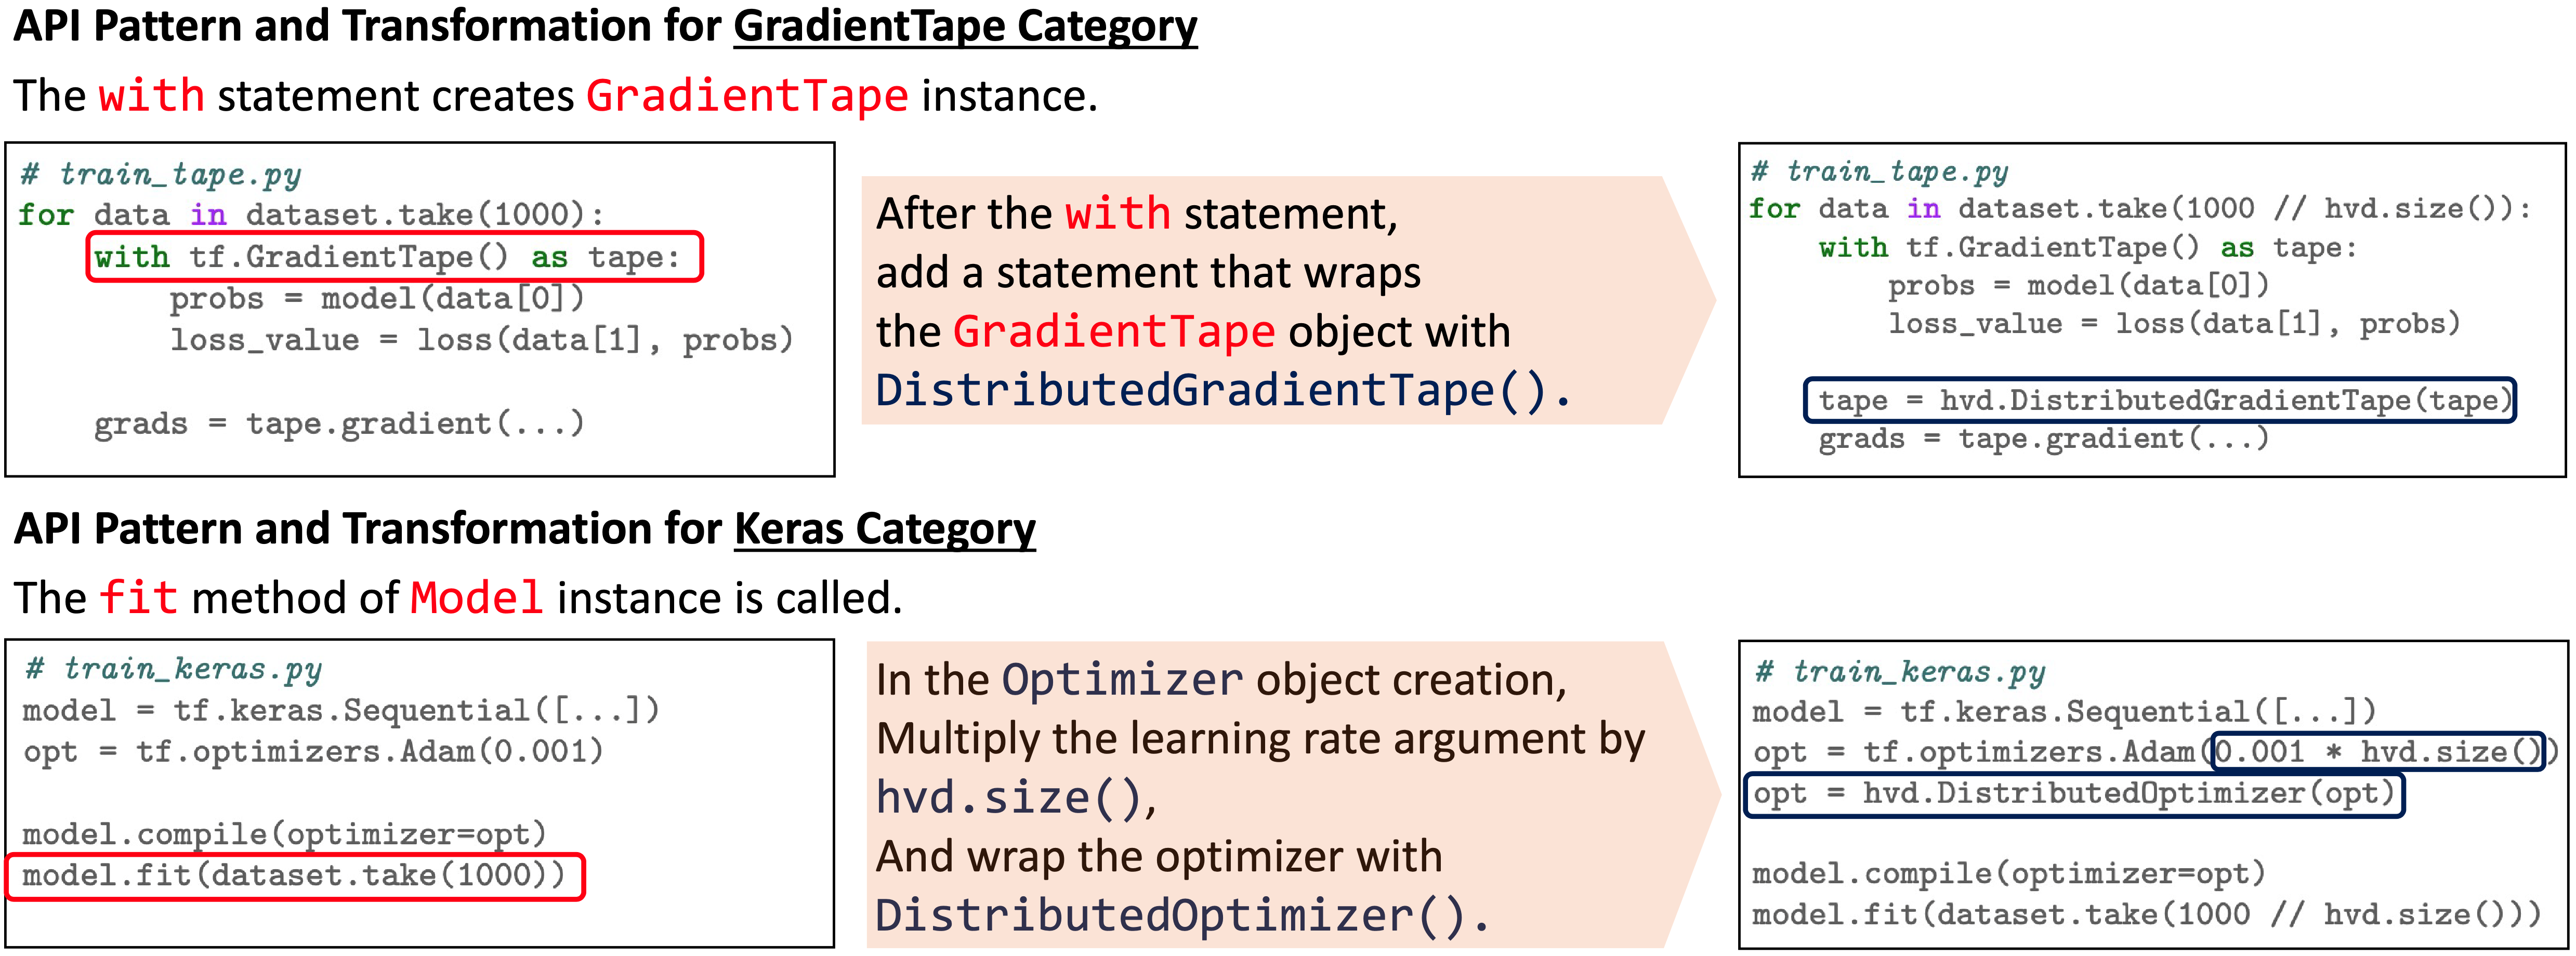 API Pattern and Transformation for GradientTape Category
The with statement creates GradientTape instance.
# train_tape.py
for data in dataset.take(1000):
    with tf.GradientTape() as tape:
        probs = model(data[0])
        loss_value = loss(data[1], probs)
    grads = tape.gradient(...)
After the with statement,
add a statement that wraps
the GradientTape object with
DistributedGradientTape().
# train_tape.py
for data in dataset.take(1000 // hvd.size()):
    with tf.GradientTape() as tape:
        probs = model(data[0])
        loss_value = loss(data[1], probs)
    tape = hvd.DistributedGradientTape(tape)
    grads = tape.gradient(...)
API Pattern and Transformation for Keras Category
The fit method of Model instance is called.
# train_keras.py
model = tf.keras.Sequential([...])
opt = tf.optimizers.Adam(0.001)
model.compile(optimizer=opt)
model.fit(dataset.take(1000))
In the Optimizer object creation,
Multiply the learning rate argument by
hvd.size(),
And wrap the optimizer with
DistributedOptimizer().
# train_keras.py
model = tf.keras.Sequential([...])
opt = tf.optimizers.Adam(0.001 * hvd.size())
opt = hvd.DistributedOptimizer(opt)
model.compile(optimizer=opt)
model.fit(dataset.take(1000 // hvd.size()))